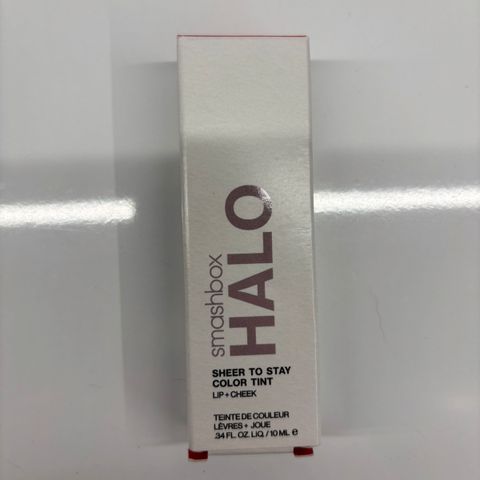 smashbox
HALO
SHEER TO STAY
COLOR TINT
LIP + CHEEK
TEINTE DE COULEUR
LÈVRES + JOUE
.34 FL. OZ. LIQ. / 10 ML ℮